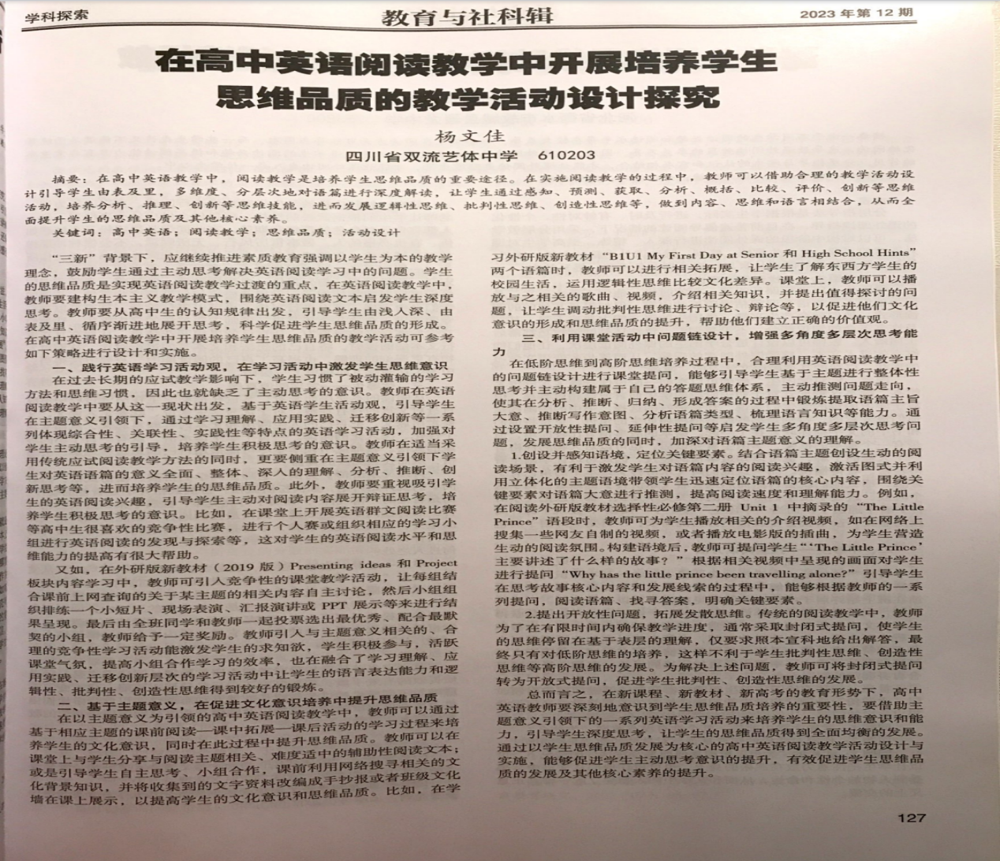 学科探索
教育与社科辑
2023 年第 12 期
在高中英语阅读教学中开展培养学生
思维品质的教学活动设计探究
杨文佳
四川省双流艺体中学 610203
摘要：在高中英语教学中，阅读教学是培养学生思维品质的重要途径。在实施阅读教学的过程中，教师可以借助合理的教学活动设
计引导学生由表及里，多维度、分层次地对语篇进行深度解读，让学生通过感知、预测、获取、分析、概括、比较、评价、创新等思维
活动，培养分析、推理、创新等思维技能，进而发展逻辑性思维、批判性思维、创造性思维等，做到内容、思维和语言相结合，从而全
面提升学生的思维品质及其他核心素养。
关键词：高中英语；阅读教学；思维品质；活动设计
“三新”背景下，应继续推进素质教育强调以学生为本的教学
理念，鼓励学生通过主动思考解决英语阅读学习中的问题。学生
的思维品质是实现英语阅读教学过渡的重点，在英语阅读教学中，
教师要建构生本主义教学模式，围绕英语阅读文本启发学生深度
思考。教师要从高中生的认知规律出发，引导学生由浅入深、由
表及里、循序渐进地展开思考，科学促进学生思维品质的形成。
在高中英语阅读教学中开展培养学生思维品质的教学活动可参考
如下策略进行设计和实施。
一、践行英语学习活动观，在学习活动中激发学生思维意识
在过去长期的应试教学影响下，学生习惯了被动灌输的学习
方法和思维习惯，因此也就缺乏了主动思考的意识。教师在英语
阅读教学中要从这一现状出发，基于英语学生活动观，引导学生
在主题意义引领下，通过学习理解、应用实践、迁移创新等一系
列体现综合性、关联性、实践性等特点的英语学习活动，加强对
学生主动思考的引导，培养学生积极思考的意识。教师在适当采
用传统应试阅读教学方法的同时，更要侧重在主题意义引领下学
生对英语语篇的意义全面、整体、深人的理解、分析、推断、创
新思考等，进而培养学生的思维品质。此外，教师要重视吸引学
生的英语阅读兴趣，引导学生主动对阅读内容展开辩证思考，培
养学生积极思考的意识。比如，在课堂上开展英语群文阅读比赛
等高中生很喜欢的竞争性比赛，进行个人赛或组织相应的学习小
组进行英语阅读的发现与探索等，这对学生的英语阅读水平和思
维能力的提高有很大帮助。
又如，在外研版新教材（2019 版）Presenting ideas 和 Project
板块内容学习中，教师可引人竞争性的课堂教学活动，让每组结
合课前上网查询的关于某主题的相关内容自主讨论，然后小组组
织排练一个小短片、现场表演、汇报演讲或 PPT 展示等来进行结
果呈现。最后由全班同学和教师一起投票选出最优秀、配合最默
契的小组，教师给予一定奖励。教师引人与主题意义相关的、合
理的竞争性学习活动能激发学生的求知欲，学生积极参与，活跃
课堂气氛，提高小组合作学习的效率，也在融合了学习理解、应
用实践、迁移创新层次的学习活动中让学生的语言表达能力和逻
辑性、批判性、创造性思维得到较好的锻炼。
二、基于主题意义，在促进文化意识培养中提升思维品质
在以主题意义为引领的高中英语阅读教学中，教师可以通过
基于相应主题的课前阅读—课中拓展—课后活动的学习过程来培
养学生的文化意识，同时在此过程中提升思维品质。教师可以在
课堂上与学生分享与阅读主题相关、难度适中的辅助性阅读文本；
或是引导学生自主思考、小组合作，课前利用网络搜寻相关的文
化背景知识，并将收集到的文字资料改编成手抄报或者班级文化
墙在课上展示，以提高学生的文化意识和思维品质。比如，在学
习外研版新教材“B1U1 My First Day at Senior 和 High School Hints”
两个语篇时，教师可以进行相关拓展，让学生了解东西方学生的
校园生活，运用逻辑性思维比较文化差异。课堂上，教师可以播
放与之相关的歌曲、视频，介绍相关知识，并提出值得探讨的问
题，让学生调动批判性思维进行讨论、辩论等，以促进他们文化
意识的形成和思维品质的提升，帮助他们建立正确的价值观。
三、利用课堂活动中问题链设计，增强多角度多层次思考能
力
在低阶思维到高阶思维培养过程中，合理利用英语阅读教学中
的问题链设计进行课堂提问，能够引导学生基于主题进行整体性
思考并主动构建属于自己的答题思维体系，主动推测问题走向，
使其在分析、推断、归纳、形成答案的过程中锻炼提取语篇主旨
大意、推断写作意图、分析语篇类型、梳理语言知识等能力。通
过设置开放性提问、延伸性提问等启发学生多角度多层次思考问
题，发展思维品质的同时，加深对语篇主题意义的理解。
1.创设并感知语境，定位关键要素。结合语篇主题创设生动的阅
读场景，有利于激发学生对语篇内容的阅读兴趣，激活图式并利
用立体化的主题语境带领学生迅速定位语篇的核心内容，围绕关
键要素对语篇大意进行推测，提高阅读速度和理解能力。例如，
在阅读外研版教材选择性必修第二册 Unit 1 中摘录的“The Little
Prince”语段时，教师可为学生播放相关的介绍视频，如在网络上
搜集一些网友自制的视频，或者播放电影版的插曲，为学生营造
生动的阅读氛围。构建语境后，教师可提问学生“‘The Little Prince’
主要讲述了什么样的故事？”根据相关视频中呈现的画面对学生
进行提问“Why has the little prince been travelling alone?”引导学生
在思考故事核心内容和发展线索的过程中，能够根据教师的一系
列提问，阅读语篇、找寻答案，明确关键要素。
2.提出开放性问题，拓展发散思维。传统的阅读教学中，教师
为了在有限时间内确保教学进度，通常采取封闭式提问，使学生
的思维停留在基于表层的理解，仅要求照本宣科地给出解答，最
终只有对低阶思维的培养，这样不利于学生批判性思维、创造性
思维等高阶思维的发展。为解决上述问题，教师可将封闭式提问
转为开放式提问，促进学生批判性、创造性思维的发展。
总而言之，在新课程、新教材、新高考的教育形势下，高中
英语教师要深刻地意识到学生思维品质培养的重要性，要借助主
题意义引领下的一系列英语学习活动来培养学生的思维意识和能
力，引导学生深度思考，让学生的思维品质得到全面均衡的发展。
通过以学生思维品质发展为核心的高中英语阅读教学活动设计与
实施，能够促进学生主动思考意识的提升，有效促进学生思维品
质的发展及其他核心素养的提升。
127